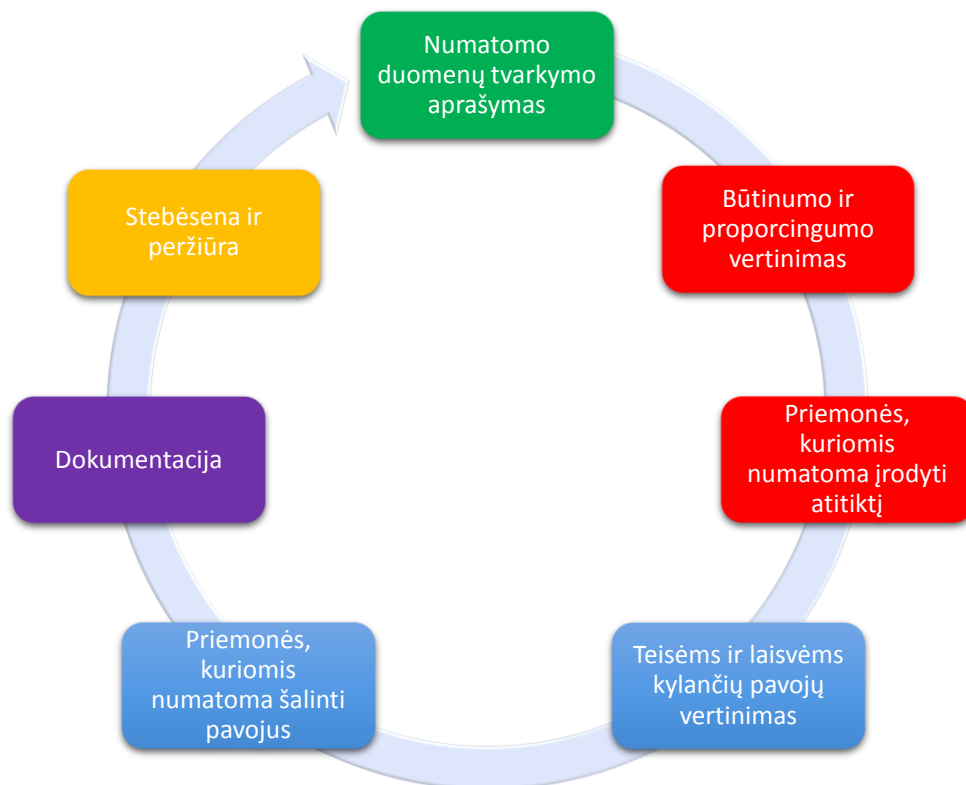 Numatomo
duomenų tvarkymo
aprašymas
Būtinumo ir
proporcingumo
vertinimas
Priemonės,
kuriomis
numatoma įrodyti
atitiktį
Teisėms ir laisvėms
kylančių pavojų
vertinimas
Priemonės,
kuriomis
numatoma šalinti
pavojus
Dokumentacija
Stebėsena ir
peržiūra